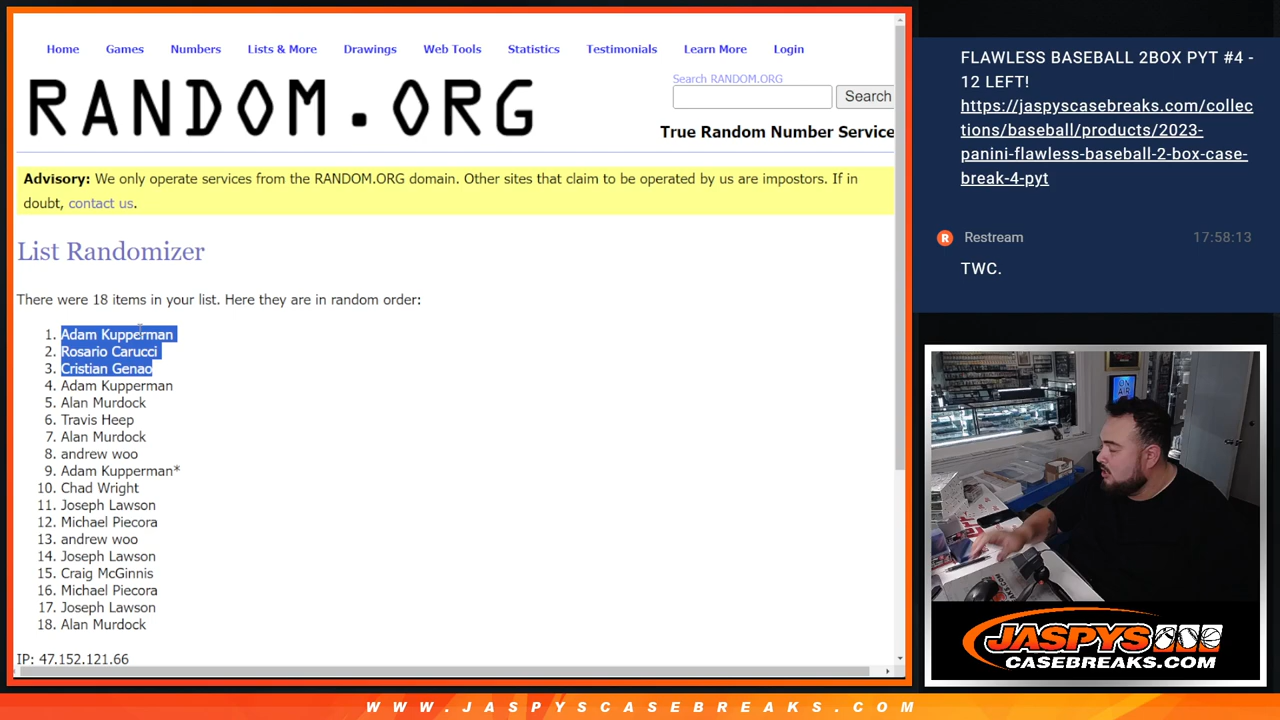 Home Games Numbers Lists & More Drawings Web Tools Statistics Testimonials Learn More Login
RANDOM.ORG
Search RANDOM.ORG
Search
True Random Number Service
Advisory: We only operate services from the RANDOM.ORG domain. Other sites that claim to be operated by us are impostors. If in
doubt, contact us.
List Randomizer
There were 18 items in your list. Here they are in random order:
1. Adam Kupperman
2. Rosario Carucci
3. Cristian Genao
4. Adam Kupperman
5. Alan Murdock
6. Travis Heep
7. Alan Murdock
8. andrew woo
9. Adam Kupperman*
10. Chad Wright
11. Joseph Lawson
12. Michael Piecora
13. andrew woo
14. Joseph Lawson
15. Craig McGinnis
16. Michael Piecora
17. Joseph Lawson
18. Alan Murdock
IP: 47.152.121.66
FLAWLESS BASEBALL 2BOX PYT #4 -
12 LEFT!
https://jaspyscasebreaks.com/collec
tions/baseball/products/2023-
panini-flawless-baseball-2-box-case-
break-4-pyt
R Restream 17:58:13
TWC.
ON AIR
JASPYS
CASEBREAKS.COM
WWW.JASPYSCASEBREAKS.COM